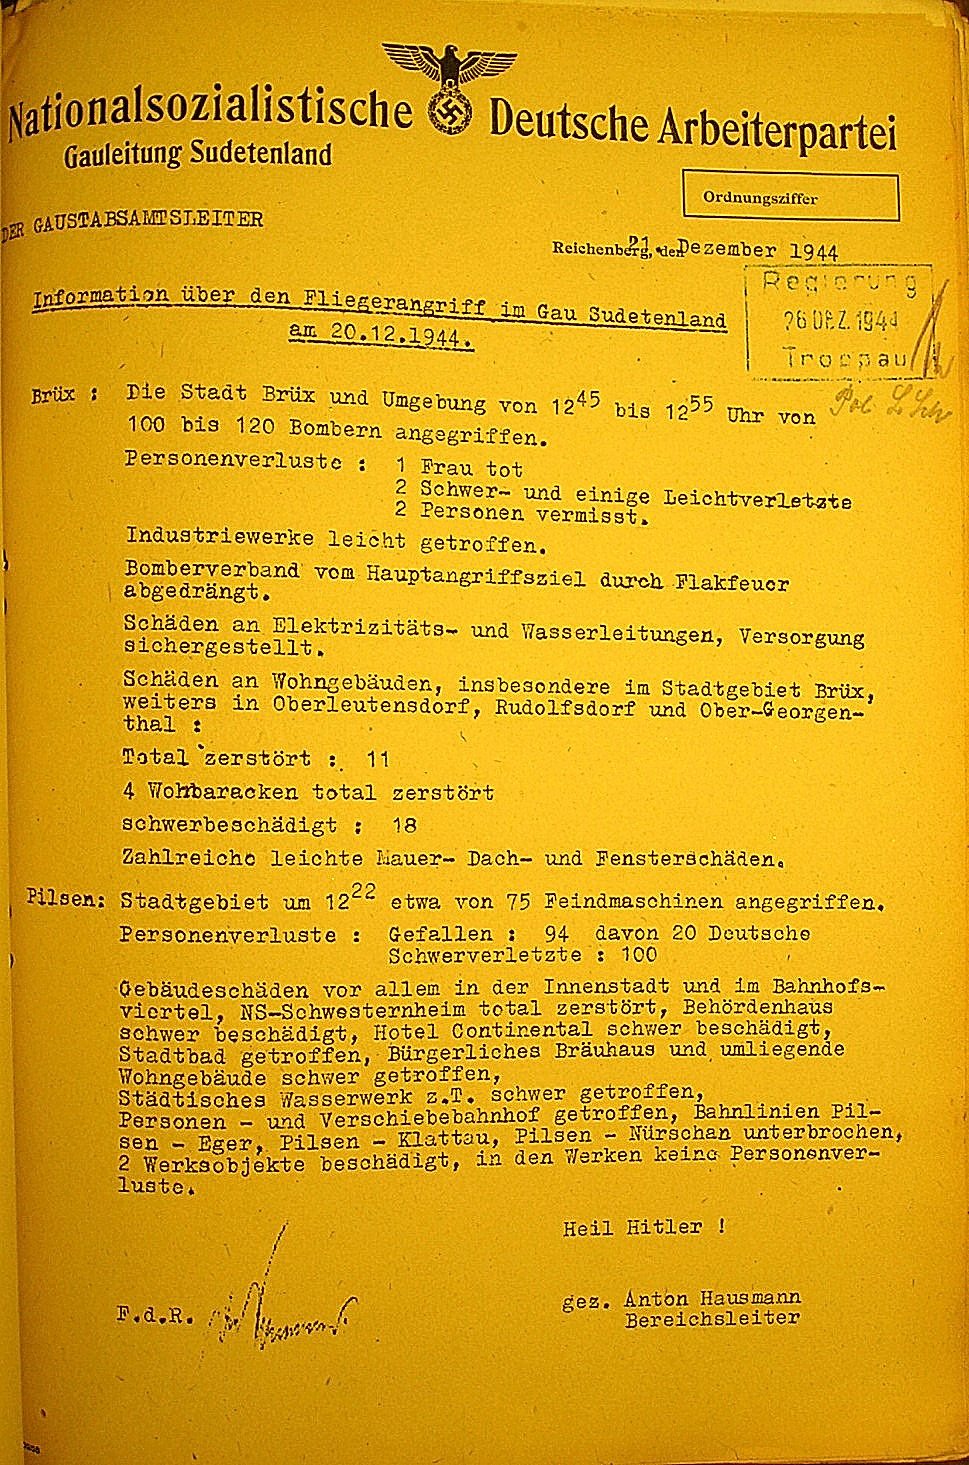 Nationalsozialistische Deutsche Arbeiterpartei
Gauleitung Sudetenland
Ordnungsziffer
DER GAUSTABSAMTSLEITER
Reichenberg, den 21. Dezember 1944
Regierung
26 DEZ. 1944
Troppau
Information über den Fliegerangriff im Gau Sudetenland
am 20.12.1944.
Brüx : Die Stadt Brüx und Umgebung von 12 45 bis 12 55 Uhr von
100 bis 120 Bombern angegriffen.
Personenverluste : 1 Frau tot
2 Schwer- und einige Leichtverletzte
2 Personen vermisst.
Industriewerke leicht getroffen.
Bomberverband vom Hauptangriffsziel durch Flakfeuer
abgedrängt.
Schäden an Elektrizitäts- und Wasserleitungen, Versorgung
sichergestellt.
Schäden an Wohngebäuden, insbesondere im Stadtgebiet Brüx,
weiters in Oberleutensdorf, Rudolfsdorf und Ober-Georgen-
thal :
Total zerstört : 11
4 Wohnbaracken total zerstört
schwerbeschädigt : 18
Zahlreiche leichte Mauer- Dach- und Fensterschäden.
Pilsen: Stadtgebiet um 12 22 etwa von 75 Feindmaschinen angegriffen.
Personenverluste : Gefallen : 94 davon 20 Deutsche
Schwerverletzte : 100
Gebäudeschäden vor allem in der Innenstadt und im Bahnhofs-
viertel, NS-Schwesternheim total zerstört, Behördenhaus
schwer beschädigt, Hotel Continental schwer beschädigt,
Stadtbad getroffen, Bürgerliches Bräuhaus und umliegende
Wohngebäude schwer getroffen,
Städtisches Wasserwerk z.T. schwer getroffen,
Personen - und Verschiebebahnhof getroffen, Bahnlinien Pil-
sen - Eger, Pilsen - Klattau, Pilsen - Nürschan unterbrochen,
2 Werksobjekte beschädigt, in den Werken keine Personenver-
luste.
Heil Hitler !
F.d.R.
gez. Anton Hausmann
Bereichsleiter